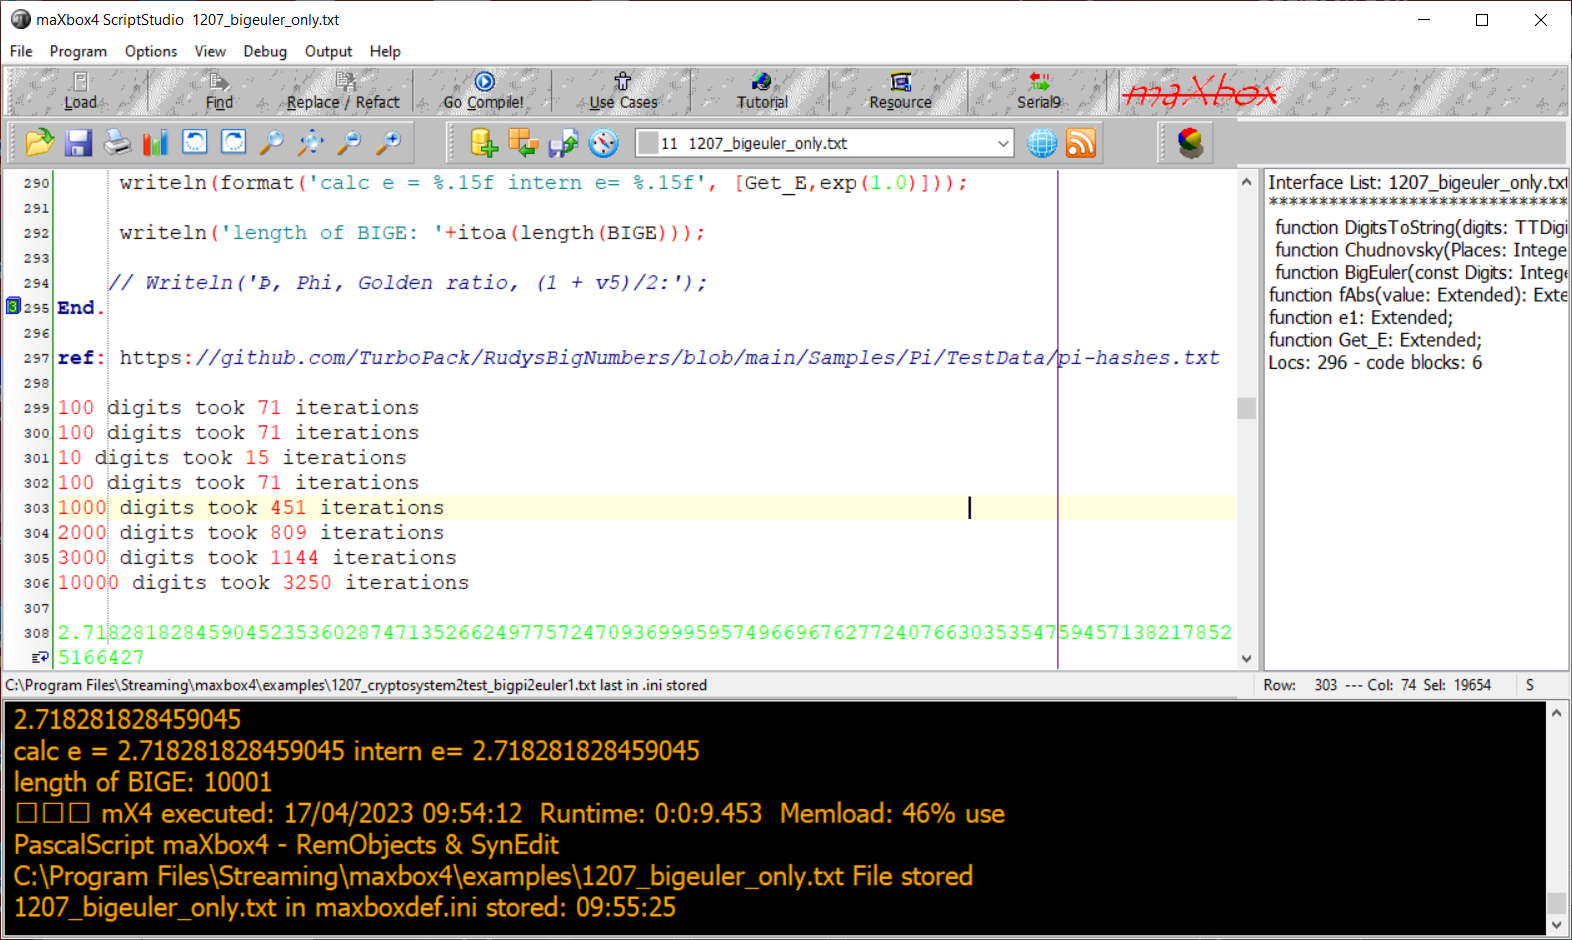 maXbox4 ScriptStudio 1207_bigeuler_only.txt
File Program Options View Debug Output Help
Load Find Replace / Refact Go Compile! Use Cases Tutorial Resource Serial9 maXbox
11 1207_bigeuler_only.txt
290 writeln(format('calc e = %.15f intern e= %.15f', [Get_E,exp(1.0)]));
291
292 writeln('length of BIGE: '+itoa(length(BIGE)));
293
294 // Writeln('Þ, Phi, Golden ratio, (1 + v5)/2:');
3 295 End.
296
297 ref: https://github.com/TurboPack/RudysBigNumbers/blob/main/Samples/Pi/TestData/pi-hashes.txt
298
299 100 digits took 71 iterations
300 100 digits took 71 iterations
301 10 digits took 15 iterations
302 100 digits took 71 iterations
303 1000 digits took 451 iterations
304 2000 digits took 809 iterations
305 3000 digits took 1144 iterations
306 10000 digits took 3250 iterations
307
308 2.71828182845904523536028747135266249775724709369995957496696762772407663035354759457138217852
5166427
Interface List: 1207_bigeuler_only.txt
******************************
function DigitsToString(digits: TTDigi
function Chudnovsky(Places: Intege
function BigEuler(const Digits: Intege
function fAbs(value: Extended): Exte
function e1: Extended;
function Get_E: Extended;
Locs: 296 - code blocks: 6
C:\Program Files\Streaming\maxbox4\examples\1207_cryptosystem2test_bigpi2euler1.txt last in .ini stored
Row: 303 --- Col: 74 Sel: 19654 S
2.718281828459045
calc e = 2.718281828459045 intern e= 2.718281828459045
length of BIGE: 10001
mX4 executed: 17/04/2023 09:54:12 Runtime: 0:0:9.453 Memload: 46% use
PascalScript maXbox4 - RemObjects & SynEdit
C:\Program Files\Streaming\maxbox4\examples\1207_bigeuler_only.txt File stored
1207_bigeuler_only.txt in maxboxdef.ini stored: 09:55:25